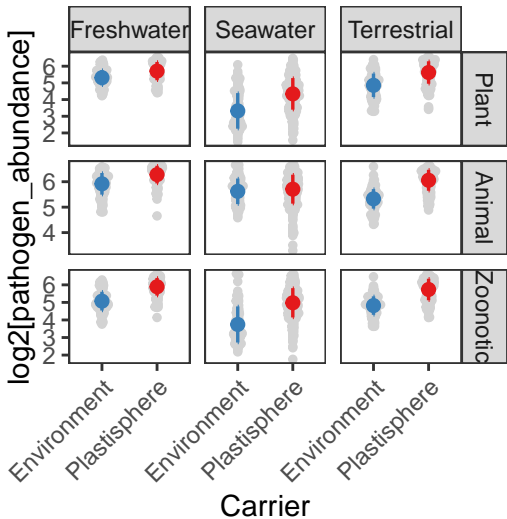 Freshwater Seawater Terrestrial
log2[pathogen_abundance]
6
5
4
3
2
Plant
6
5
4
Animal
6
5
4
3
2
Zoonotic
Environment Plastisphere Environment Plastisphere Environment Plastisphere
Carrier